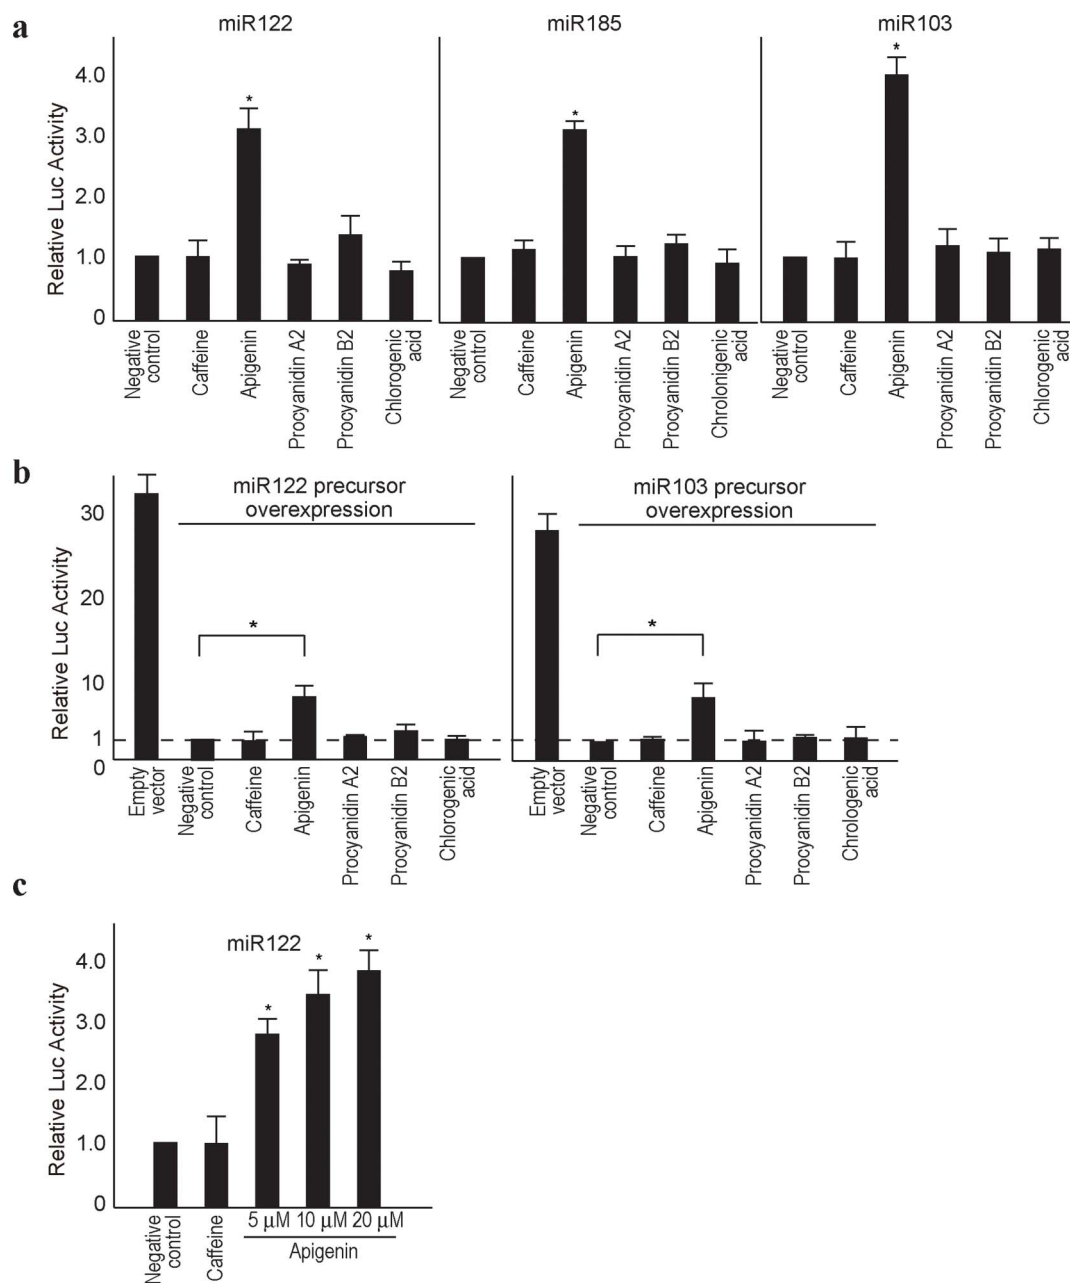 a
miR122
miR185
miR103
Relative Luc Activity
4.0
3.0
2.0
1.0
0
Negative
control
Caffeine
Apigenin
Procyanidin A2
Procyanidin B2
Chlorogenic
acid
Negative
control
Caffeine
Apigenin
Procyanidin A2
Procyanidin B2
Chrolonigenic
acid
Negative
control
Caffeine
Apigenin
Procyanidin A2
Procyanidin B2
Chlorogenic
acid
*
*
*
b
miR122 precursor
overexpression
miR103 precursor
overexpression
Relative Luc Activity
30
20
10
1
0
*
*
Empty
vector
Negative
control
Caffeine
Apigenin
Procyanidin A2
Procyanidin B2
Chlorogenic
acid
Empty
vector
Negative
control
Caffeine
Apigenin
Procyanidin A2
Procyanidin B2
Chrologenic
acid
c
miR122
Relative Luc Activity
4.0
3.0
2.0
1.0
0
*
*
*
Negative
control
Caffeine
5 μM 10 μM 20 μM
Apigenin